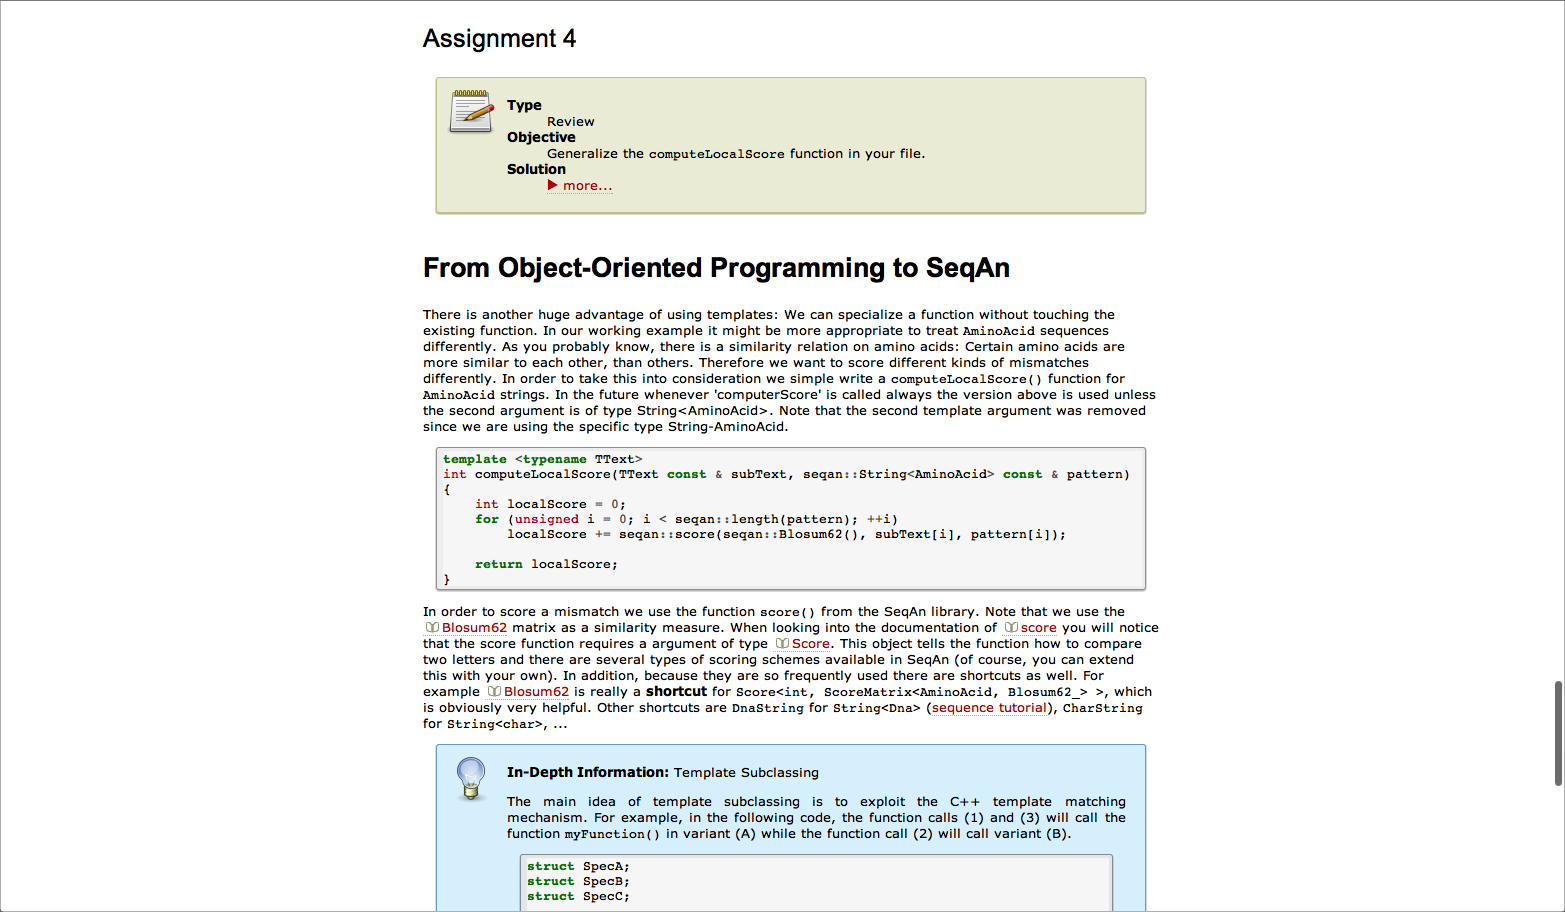 Assignment 4
Type
Review
Objective
Generalize the computeLocalScore function in your file.
Solution
more...
From Object-Oriented Programming to SeqAn
There is another huge advantage of using templates: We can specialize a function without touching the
existing function. In our working example it might be more appropriate to treat AminoAcid sequences
differently. As you probably know, there is a similarity relation on amino acids: Certain amino acids are
more similar to each other, than others. Therefore we want to score different kinds of mismatches
differently. In order to take this into consideration we simple write a computeLocalScore() function for
AminoAcid strings. In the future whenever 'computerScore' is called always the version above is used unless
the second argument is of type String<AminoAcid>. Note that the second template argument was removed
since we are using the specific type String-AminoAcid.
template <typename TText>
int computeLocalScore(TText const & subText, seqan::String<AminoAcid> const & pattern)
{
    int localScore = 0;
    for (unsigned i = 0; i < seqan::length(pattern); ++i)
        localScore += seqan::score(seqan::Blosum62(), subText[i], pattern[i]);
    return localScore;
}
In order to score a mismatch we use the function score() from the SeqAn library. Note that we use the
Blosum62 matrix as a similarity measure. When looking into the documentation of score you will notice
that the score function requires a argument of type Score. This object tells the function how to compare
two letters and there are several types of scoring schemes available in SeqAn (of course, you can extend
this with your own). In addition, because they are so frequently used there are shortcuts as well. For
example Blosum62 is really a shortcut for Score<int, ScoreMatrix<AminoAcid, Blosum62_> >, which
is obviously very helpful. Other shortcuts are DnaString for String<Dna> (sequence tutorial), CharString
for String<char>, ...
In-Depth Information: Template Subclassing
The main idea of template subclassing is to exploit the C++ template matching
mechanism. For example, in the following code, the function calls (1) and (3) will call the
function myFunction() in variant (A) while the function call (2) will call variant (B).
struct SpecA;
struct SpecB;
struct SpecC;